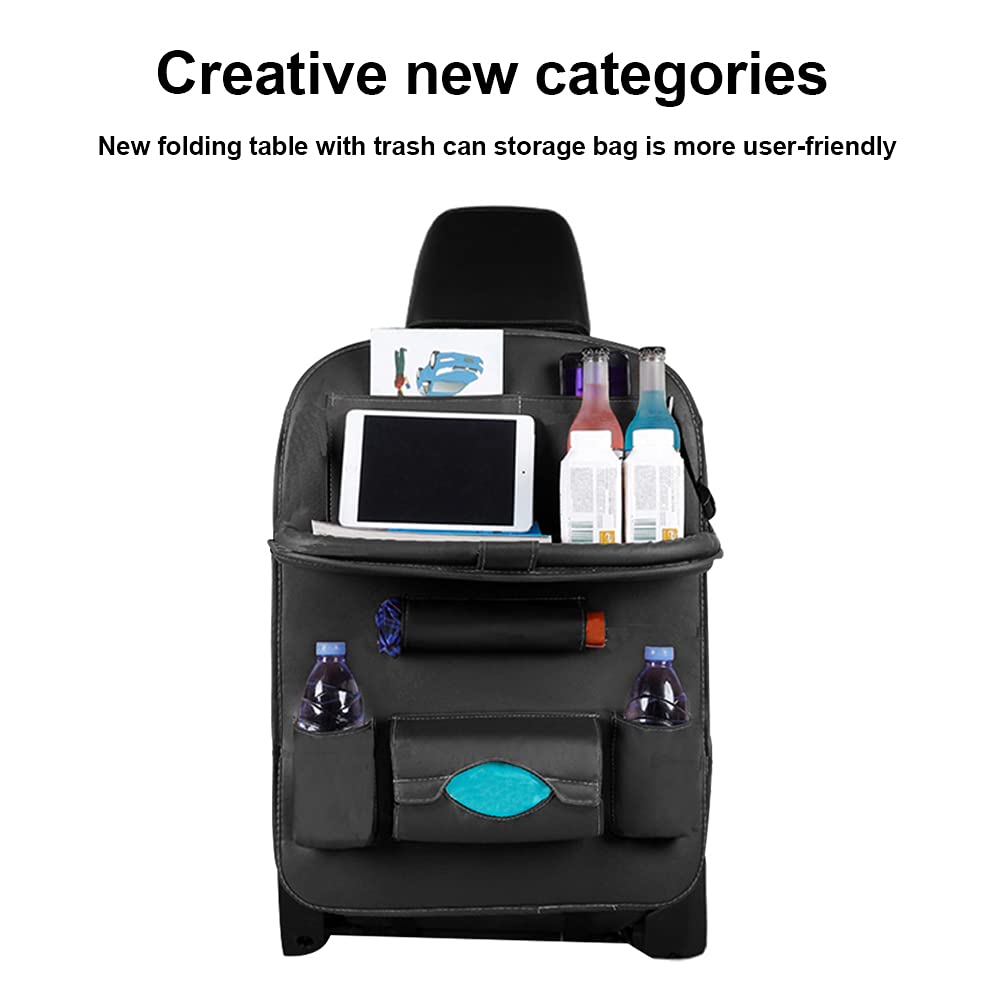 Creative new categories
New folding table with trash can storage bag is more user-friendly